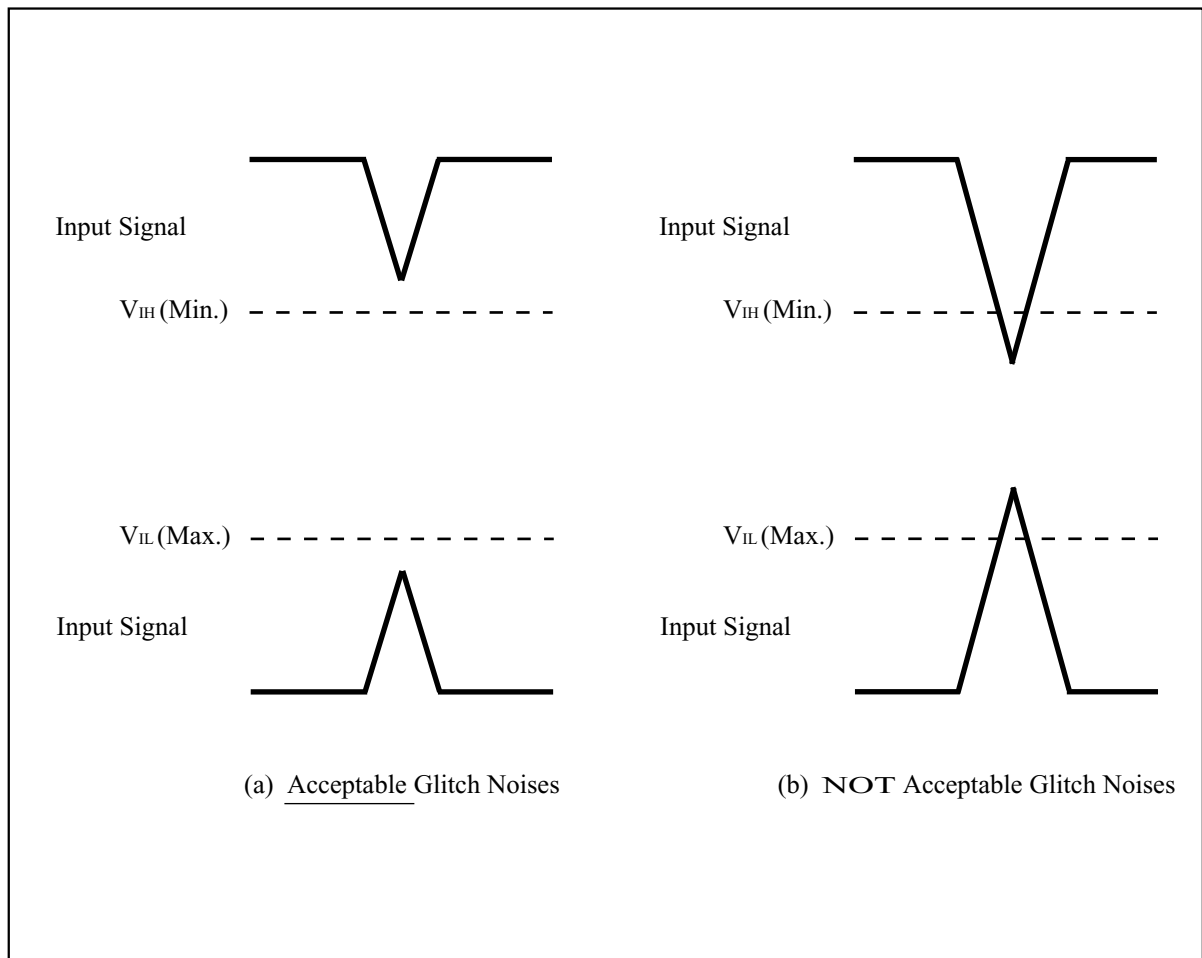 Input Signal
VIH (Min.)
VIL (Max.)
Input Signal
(a) Acceptable Glitch Noises
Input Signal
VIH (Min.)
VIL (Max.)
Input Signal
(b) NOT Acceptable Glitch Noises